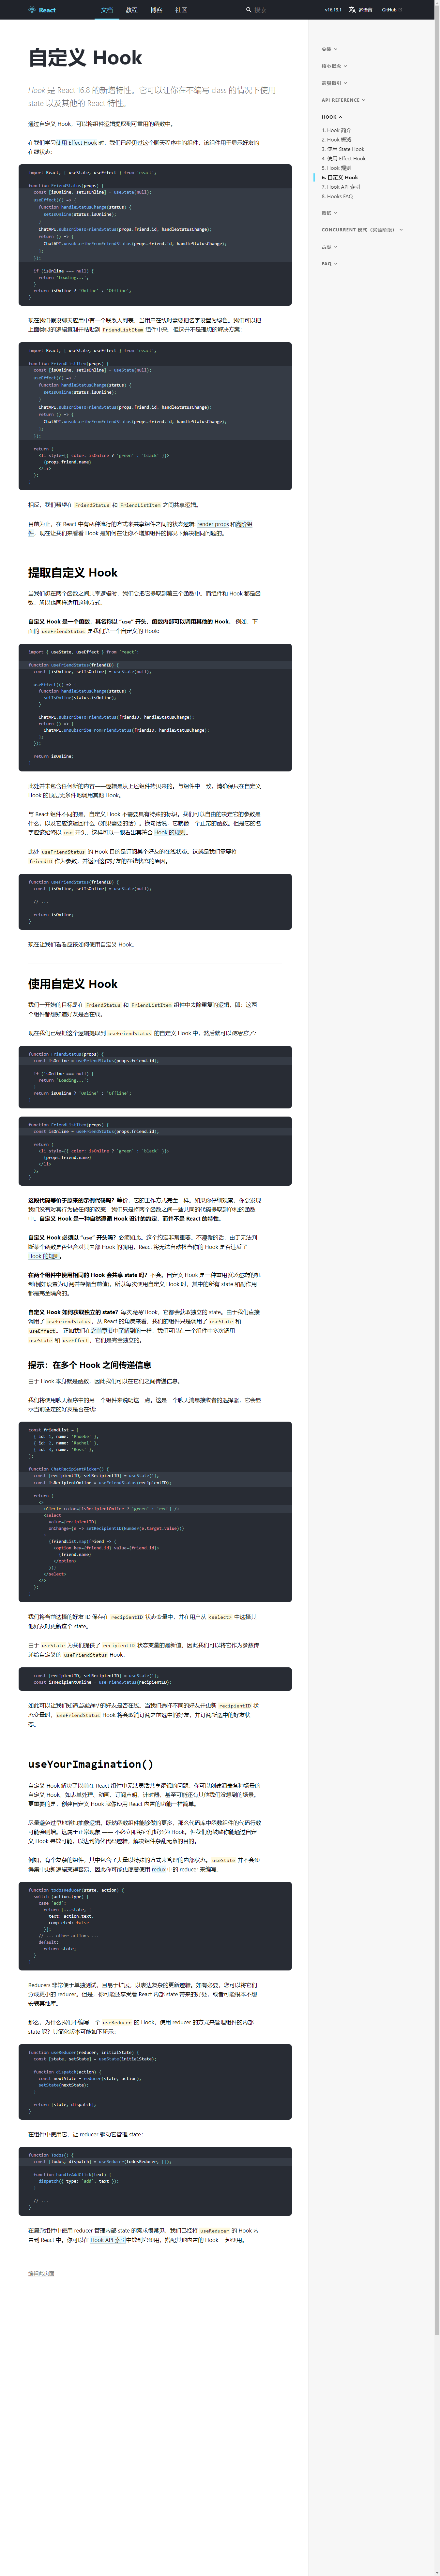 React
文档
教程
博客
社区
搜索
v16.13.1
多语言
GitHub
自定义 Hook
Hook 是 React 16.8 的新增特性。它可以让你在不编写 class 的情况下使用
state 以及其他的 React 特性。
通过自定义 Hook，可以将组件逻辑提取到可重用的函数中。
在我们学习使用 Effect Hook 时，我们已经见过这个聊天程序中的组件，该组件用于显示好友的
在线状态：
import React, { useState, useEffect } from 'react';
function FriendStatus(props) {
const [isOnline, setIsOnline] = useState(null);
useEffect(() => {
function handleStatusChange(status) {
setIsOnline(status.isOnline);
}
ChatAPI.subscribeToFriendStatus(props.friend.id, handleStatusChange);
return () => {
ChatAPI.unsubscribeFromFriendStatus(props.friend.id, handleStatusChange);
};
});
if (isOnline === null) {
return 'Loading...';
}
return isOnline ? 'Online' : 'Offline';
}
现在我们假设聊天应用中有一个联系人列表，当用户在线时需要把名字设置为绿色。我们可以把
上面类似的逻辑复制并粘贴到 FriendListItem 组件中来，但这并不是理想的解决方案：
import React, { useState, useEffect } from 'react';
function FriendListItem(props) {
const [isOnline, setIsOnline] = useState(null);
useEffect(() => {
function handleStatusChange(status) {
setIsOnline(status.isOnline);
}
ChatAPI.subscribeToFriendStatus(props.friend.id, handleStatusChange);
return () => {
ChatAPI.unsubscribeFromFriendStatus(props.friend.id, handleStatusChange);
};
});
return (
<li style={{ color: isOnline ? 'green' : 'black' }}>
{props.friend.name}
</li>
);
}
相反，我们希望在 FriendStatus 和 FriendListItem 之间共享逻辑。
目前为止，在 React 中有两种流行的方式来共享组件之间的状态逻辑: render props 和高阶组
件，现在让我们来看看 Hook 是如何在让你不增加组件的情况下解决相同问题的。
提取自定义 Hook
当我们想在两个函数之间共享逻辑时，我们会把它提取到第三个函数中。而组件和 Hook 都是函
数，所以也同样适用这种方式。
自定义 Hook 是一个函数，其名称以 “use” 开头，函数内部可以调用其他的 Hook。 例如，下
面的 useFriendStatus 是我们第一个自定义的 Hook:
import { useState, useEffect } from 'react';
function useFriendStatus(friendID) {
const [isOnline, setIsOnline] = useState(null);
useEffect(() => {
function handleStatusChange(status) {
setIsOnline(status.isOnline);
}
ChatAPI.subscribeToFriendStatus(friendID, handleStatusChange);
return () => {
ChatAPI.unsubscribeFromFriendStatus(friendID, handleStatusChange);
};
});
return isOnline;
}
此处并未包含任何新的内容——逻辑是从上述组件拷贝来的。与组件中一致，请确保只在自定义
Hook 的顶层无条件地调用其他 Hook。
与 React 组件不同的是，自定义 Hook 不需要具有特殊的标识。我们可以自由的决定它的参数是
什么，以及它应该返回什么（如果需要的话）。换句话说，它就像一个正常的函数。但是它的名
字应该始终以 use 开头，这样可以一眼看出其符合 Hook 的规则。
此处 useFriendStatus 的 Hook 目的是订阅某个好友的在线状态。这就是我们需要将
friendID 作为参数，并返回这位好友的在线状态的原因。
function useFriendStatus(friendID) {
const [isOnline, setIsOnline] = useState(null);
// ...
return isOnline;
}
现在让我们看看应该如何使用自定义 Hook。
使用自定义 Hook
我们一开始的目标是在 FriendStatus 和 FriendListItem 组件中去除重复的逻辑，即：这两
个组件都想知道好友是否在线。
现在我们已经把这个逻辑提取到 useFriendStatus 的自定义 Hook 中，然后就可以使用它了:
function FriendStatus(props) {
const isOnline = useFriendStatus(props.friend.id);
if (isOnline === null) {
return 'Loading...';
}
return isOnline ? 'Online' : 'Offline';
}
function FriendListItem(props) {
const isOnline = useFriendStatus(props.friend.id);
return (
<li style={{ color: isOnline ? 'green' : 'black' }}>
{props.friend.name}
</li>
);
}
这段代码等价于原来的示例代码吗？等价，它的工作方式完全一样。如果你仔细观察，你会发现
我们没有对其行为做任何的改变，我们只是将两个函数之间一些共同的代码提取到单独的函数
中。自定义 Hook 是一种自然遵循 Hook 设计的约定，而并不是 React 的特性。
自定义 Hook 必须以 “use” 开头吗？必须如此。这个约定非常重要。不遵循的话，由于无法判
断某个函数是否包含对其内部 Hook 的调用，React 将无法自动检查你的 Hook 是否违反了
Hook 的规则。
在两个组件中使用相同的 Hook 会共享 state 吗？不会。自定义 Hook 是一种重用状态逻辑的机
制(例如设置为订阅并存储当前值)，所以每次使用自定义 Hook 时，其中的所有 state 和副作用
都是完全隔离的。
自定义 Hook 如何获取独立的 state？每次调用 Hook，它都会获取独立的 state。由于我们直接
调用了 useFriendStatus，从 React 的角度来看，我们的组件只是调用了 useState 和
useEffect。 正如我们在之前章节中了解到的一样，我们可以在一个组件中多次调用
useState 和 useEffect，它们是完全独立的。
提示：在多个 Hook 之间传递信息
由于 Hook 本身就是函数，因此我们可以在它们之间传递信息。
我们将使用聊天程序中的另一个组件来说明这一点。这是一个聊天消息接收者的选择器，它会显
示当前选定的好友是否在线:
const friendList = [
{ id: 1, name: 'Phoebe' },
{ id: 2, name: 'Rachel' },
{ id: 3, name: 'Ross' },
];
function ChatRecipientPicker() {
const [recipientID, setRecipientID] = useState(1);
const isRecipientOnline = useFriendStatus(recipientID);
return (
<>
<Circle color={isRecipientOnline ? 'green' : 'red'} />
<select
value={recipientID}
onChange={e => setRecipientID(Number(e.target.value))}
>
{friendList.map(friend => (
<option key={friend.id} value={friend.id}>
{friend.name}
</option>
))}
</select>
</>
);
}
我们将当前选择的好友 ID 保存在 recipientID 状态变量中，并在用户从 <select> 中选择其
他好友时更新这个 state。
由于 useState 为我们提供了 recipientID 状态变量的最新值，因此我们可以将它作为参数传
递给自定义的 useFriendStatus Hook：
const [recipientID, setRecipientID] = useState(1);
const isRecipientOnline = useFriendStatus(recipientID);
如此可以让我们知道当前选中的好友是否在线。当我们选择不同的好友并更新 recipientID 状
态变量时，useFriendStatus Hook 将会取消订阅之前选中的好友，并订阅新选中的好友状
态。
useYourImagination()
自定义 Hook 解决了以前在 React 组件中无法灵活共享逻辑的问题。你可以创建涵盖各种场景的
自定义 Hook，如表单处理、动画、订阅声明、计时器，甚至可能还有其他我们没想到的场景。
更重要的是，创建自定义 Hook 就像使用 React 内置的功能一样简单。
尽量避免过早地增加抽象逻辑。既然函数组件能够做的更多，那么代码库中函数组件的代码行数
可能会剧增。这属于正常现象 —— 不必立即将它们拆分为 Hook。但我们仍鼓励你能通过自定
义 Hook 寻找可能，以达到简化代码逻辑，解决组件杂乱无章的目的。
例如，有个复杂的组件，其中包含了大量以特殊的方式来管理的内部状态。useState 并不会使
得集中更新逻辑变得容易，因此你可能更愿意使用 redux 中的 reducer 来编写。
function todosReducer(state, action) {
switch (action.type) {
case 'add':
return [...state, {
text: action.text,
completed: false
}];
// ... other actions ...
default:
return state;
}
}
Reducers 非常便于单独测试，且易于扩展，以表达复杂的更新逻辑。如有必要，您可以将它们
分成更小的 reducer。但是，你可能还享受着 React 内部 state 带来的好处，或者可能根本不想
安装其他库。
那么，为什么我们不编写一个 useReducer 的 Hook，使用 reducer 的方式来管理组件的内部
state 呢？其简化版本可能如下所示：
function useReducer(reducer, initialState) {
const [state, setState] = useState(initialState);
function dispatch(action) {
const nextState = reducer(state, action);
setState(nextState);
}
return [state, dispatch];
}
在组件中使用它，让 reducer 驱动它管理 state：
function Todos() {
const [todos, dispatch] = useReducer(todosReducer, []);
function handleAddClick(text) {
dispatch({ type: 'add', text });
}
// ...
}
在复杂组件中使用 reducer 管理内部 state 的需求很常见，我们已经将 useReducer 的 Hook 内
置到 React 中。你可以在 Hook API 索引中找到它使用，搭配其他内置的 Hook 一起使用。
编辑此页面
安装
核心概念
高级指引
API REFERENCE
HOOK
1. Hook 简介
2. Hook 概览
3. 使用 State Hook
4. 使用 Effect Hook
5. Hook 规则
6. 自定义 Hook
7. Hook API 索引
8. Hooks FAQ
测试
CONCURRENT 模式（实验阶段）
贡献
FAQ